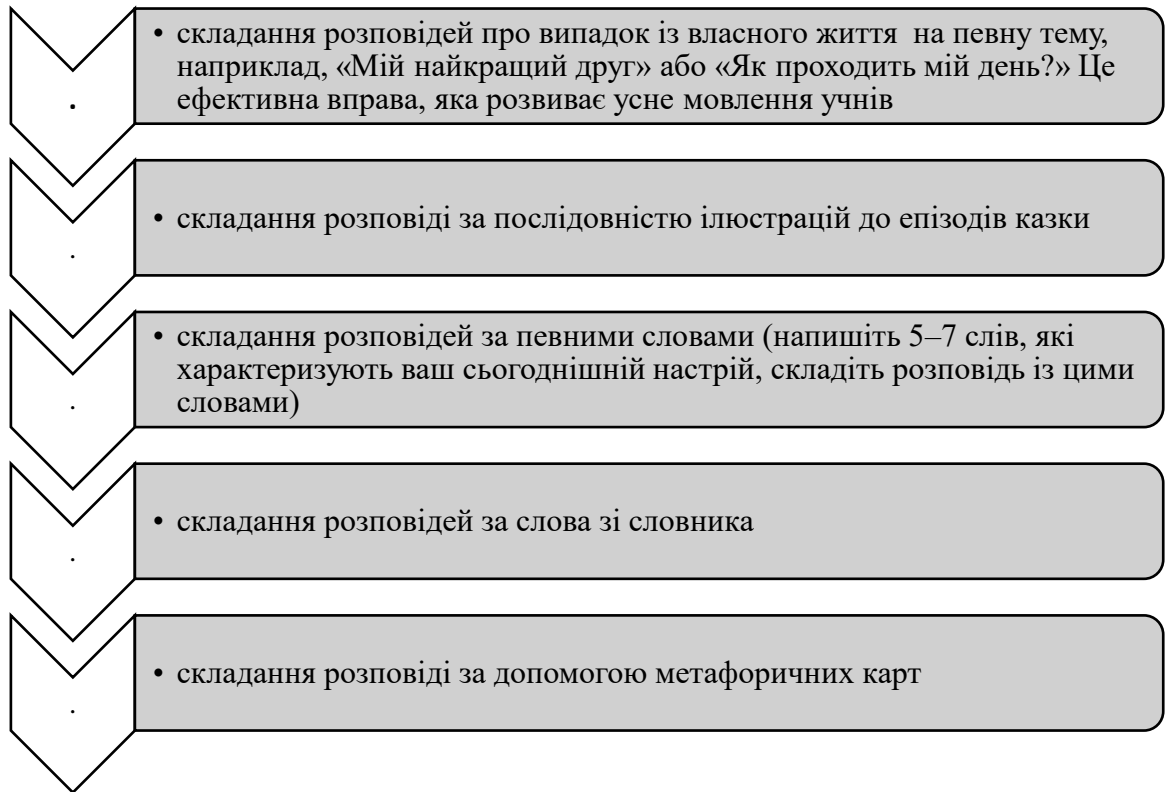 • складання розповідей про випадок із власного життя на певну тему,
наприклад, «Мій найкращий друг» або «Як проходить мій день?» Це
ефективна вправа, яка розвиває усне мовлення учнів
• складання розповіді за послідовністю ілюстрацій до епізодів казки
• складання розповідей за певними словами (напишіть 5–7 слів, які
характеризують ваш сьогоднішній настрій, складіть розповідь із цими
словами)
• складання розповідей за слова зі словника
• складання розповіді за допомогою метафоричних карт